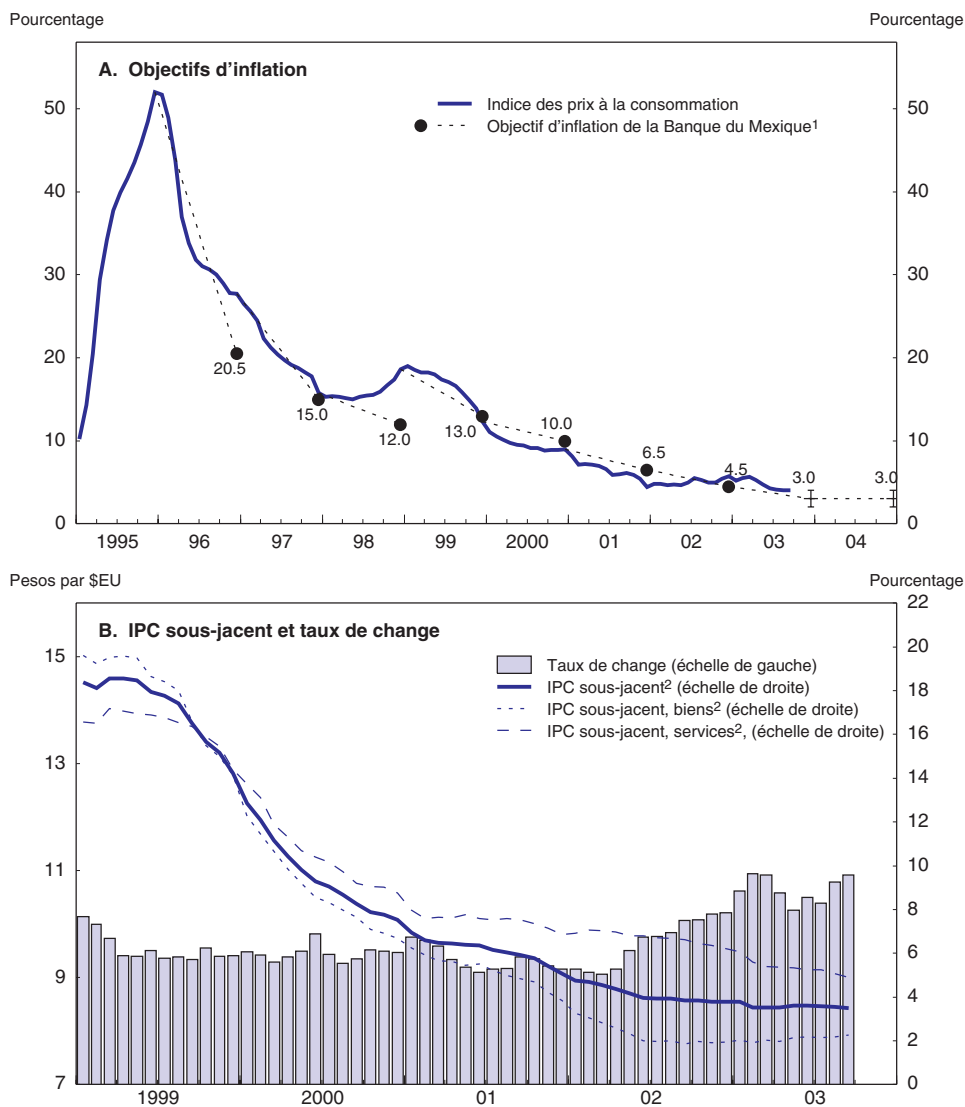 Pourcentage Pourcentage
A. Objectifs d'inflation
Indice des prix à la consommation
Objectif d'inflation de la Banque du Mexique¹
50 50
40 40
30 30
20 20
10 10
0 0
20.5
15.0
12.0
13.0
10.0
6.5
4.5
3.0
3.0
1995 96 97 98 99 2000 01 02 03 04
Pesos par $EU Pourcentage
B. IPC sous-jacent et taux de change
Taux de change (échelle de gauche)
IPC sous-jacent² (échelle de droite)
IPC sous-jacent, biens² (échelle de droite)
IPC sous-jacent, services², (échelle de droite)
15
13
11
9
7
22
20
18
16
14
12
10
8
6
4
2
0
1999 2000 01 02 03